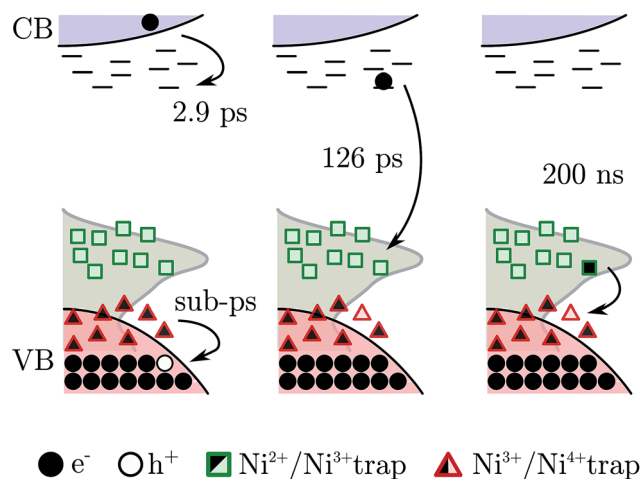 CB
2.9 ps
126 ps
200 ns
sub-ps
VB
e⁻ h⁺ Ni²⁺/Ni³⁺trap Ni³⁺/Ni⁴⁺trap